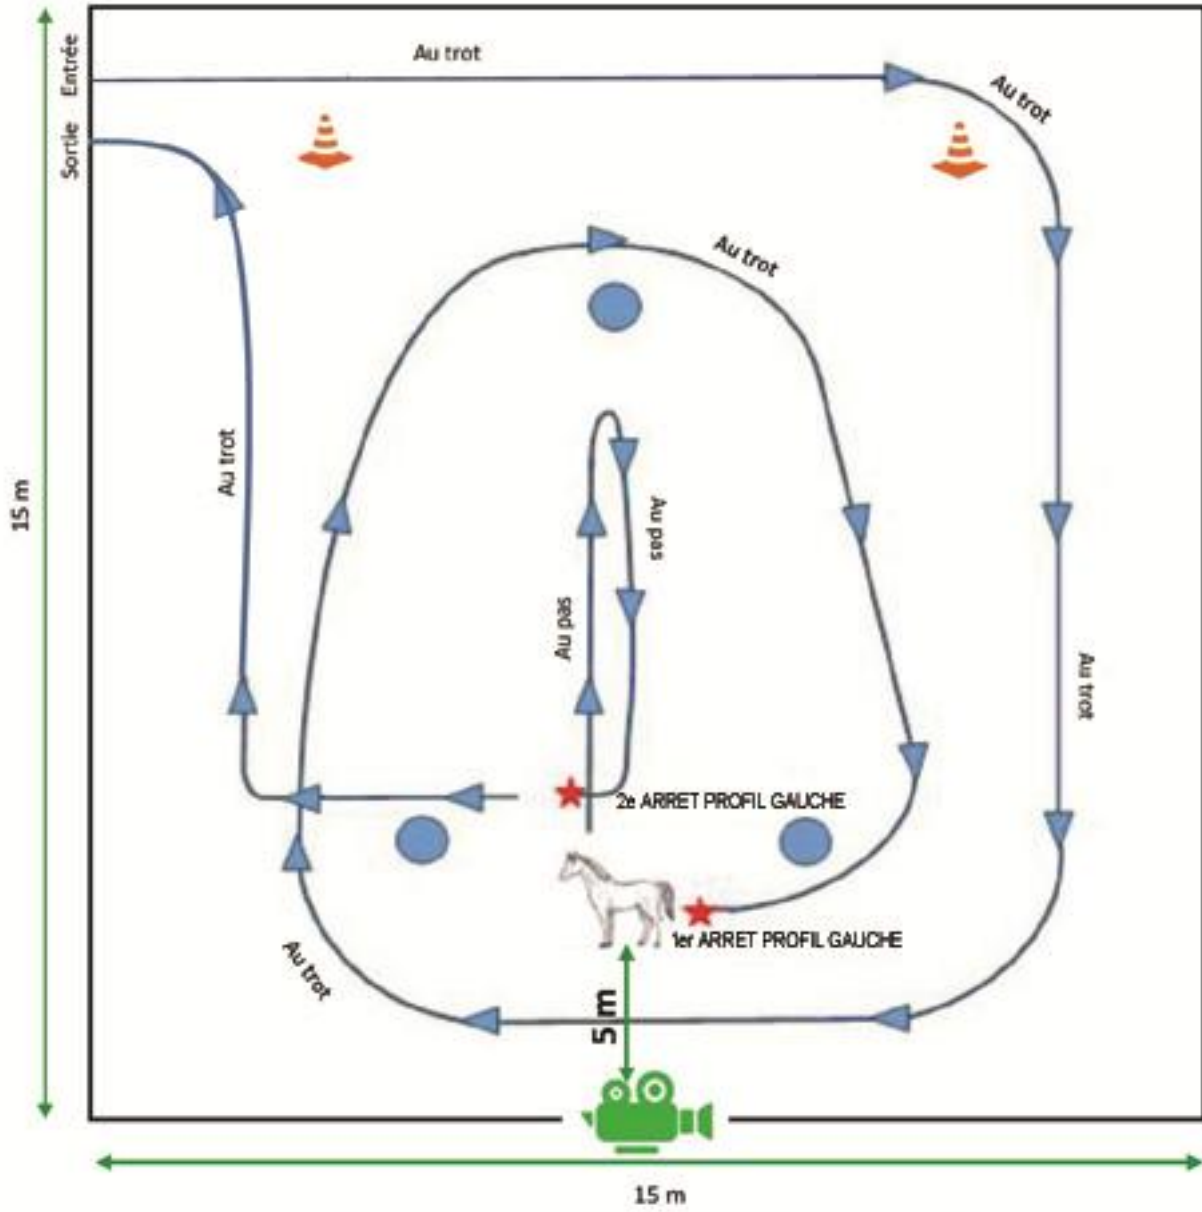 Au trot
Au trot
Entrée
Sortie
Au trot
Au trot
15 m
Au pas
Au pas
Au trot
2e ARRET PROFIL GAUCHE
1er ARRET PROFIL GAUCHE
Au trot
5 m
15 m